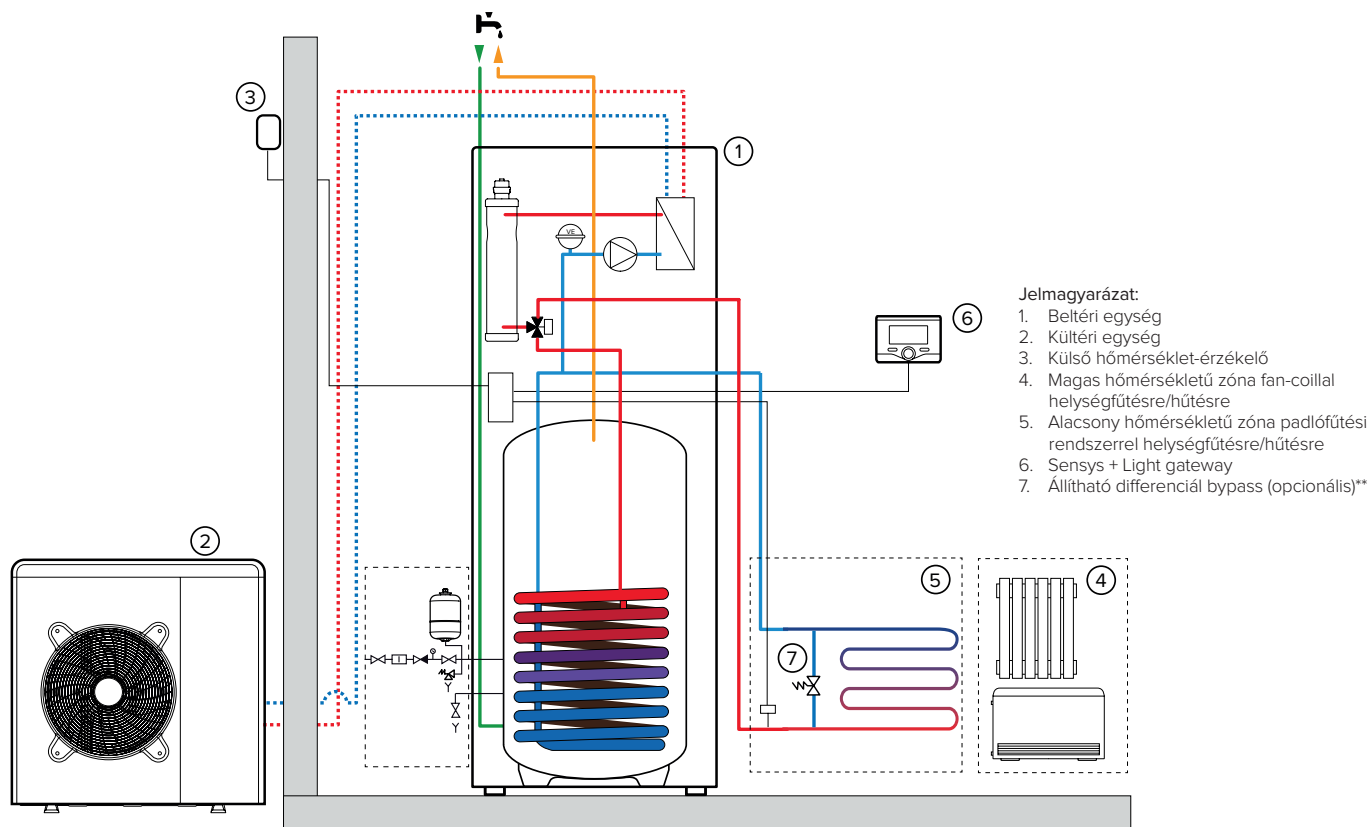 3
1
VE
6
Jelmagyarázat:
1. Beltéri egység
2. Kültéri egység
3. Külső hőmérséklet-érzékelő
4. Magas hőmérsékletű zóna fan-coillal
helységfűtésre/hűtésre
5. Alacsony hőmérsékletű zóna padlófűtési
rendszerrel helységfűtésre/hűtésre
6. Sensys + Light gateway
7. Állítható differenciál bypass (opcionális)**
2
5
4
7